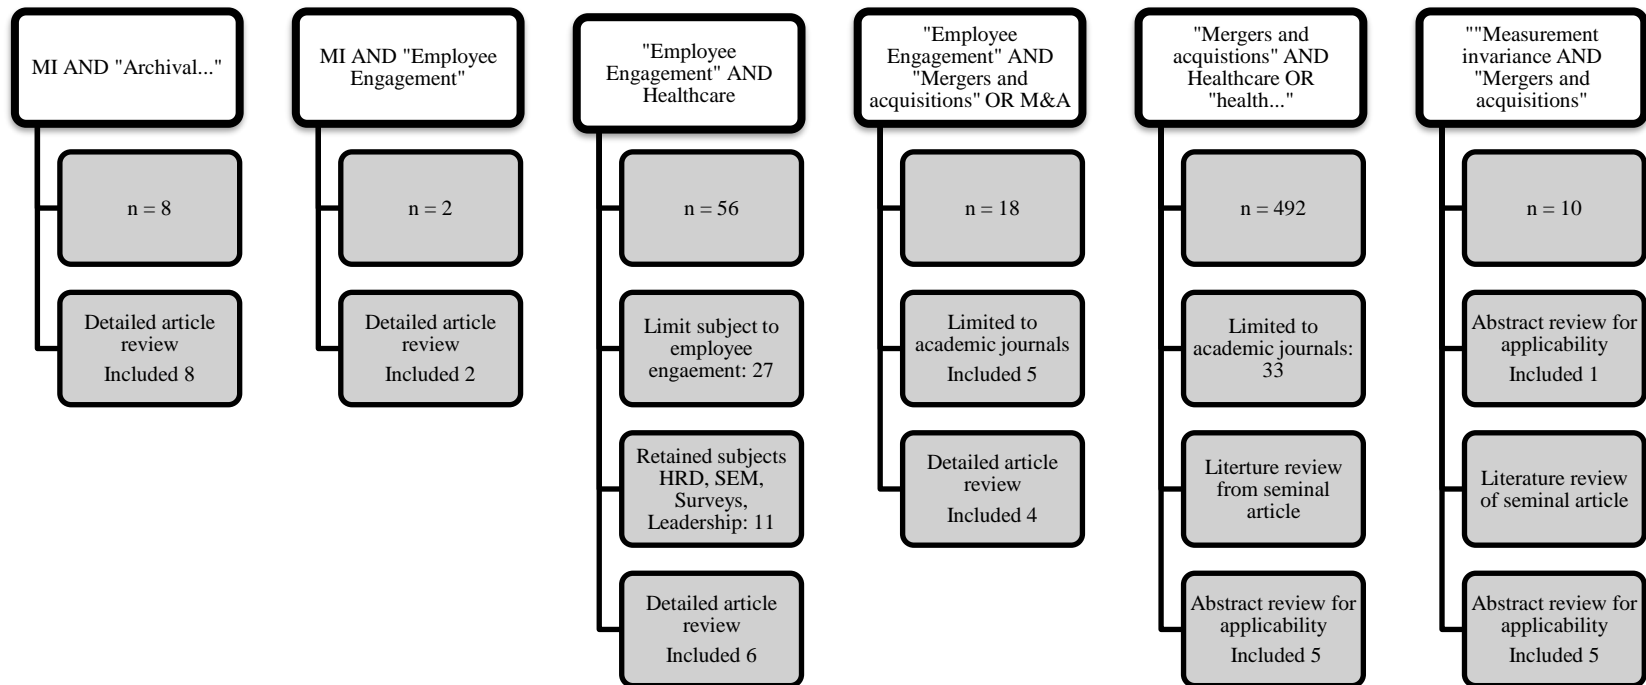 MI AND "Archival..."
n = 8
Detailed article
review
Included 8
MI AND "Employee
Engagement"
n = 2
Detailed article
review
Included 2
"Employee
Engagement" AND
Healthcare
n = 56
Limit subject to
employee
engaement: 27
Retained subjects
HRD, SEM,
Surveys,
Leadership: 11
Detailed article
review
Included 6
"Employee
Engagement" AND
"Mergers and
acquisitions" OR M&A
n = 18
Limited to
academic journals
Included 5
Detailed article
review
Included 4
"Mergers and
acquistions" AND
Healthcare OR
"health..."
n = 492
Limited to
academic journals:
33
Literture review
from seminal
article
Abstract review for
applicability
Included 5
""Measurement
invariance AND
"Mergers and
acquisitions"
n = 10
Abstract review for
applicability
Included 1
Literature review
of seminal article
Abstract review for
applicability
Included 5